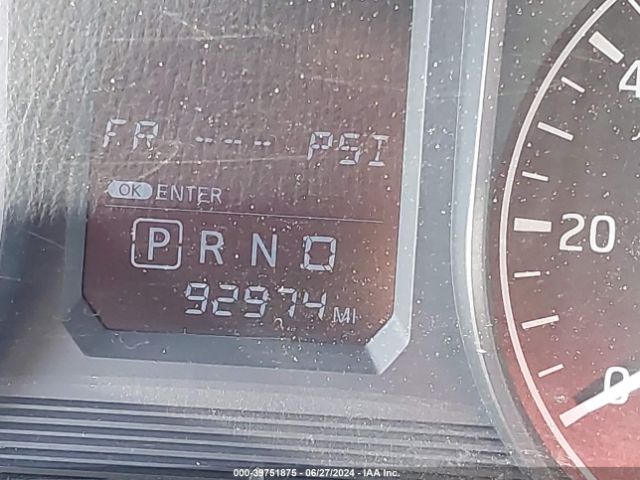 FR --- PSI
OK ENTER
P R N D
92974 MI
4
20
0
000-39751875 - 06/27/2024 - IAA Inc.